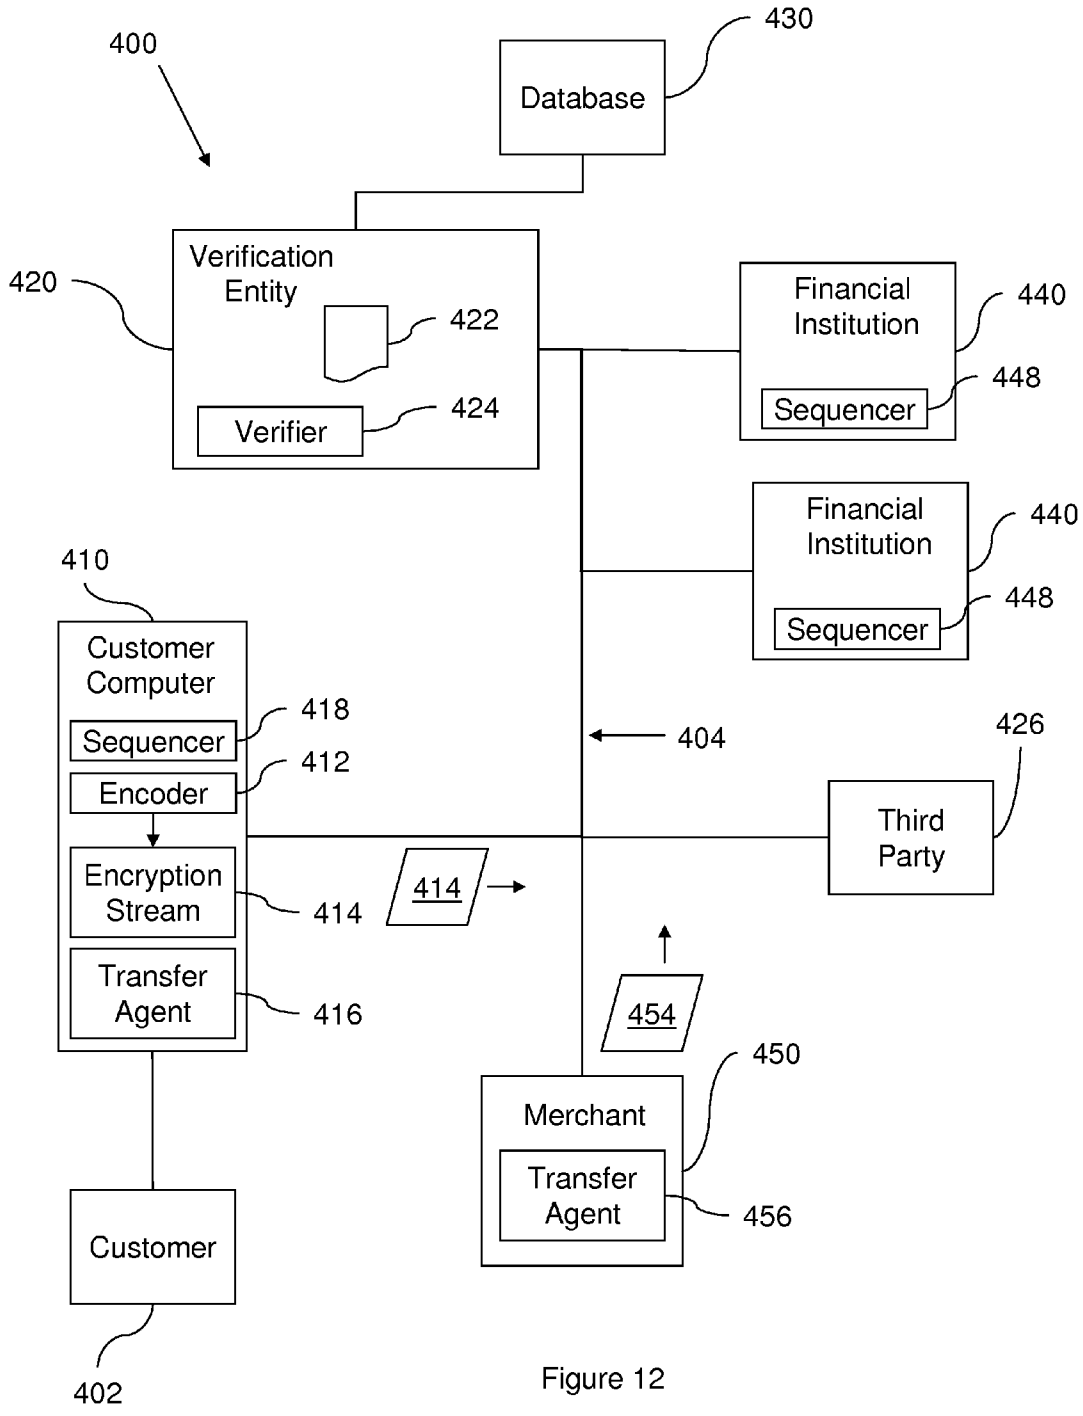 430
400
Database
Verification
Entity
420
422
424
Verifier
Financial
Institution
440
448
Sequencer
Financial
Institution
440
448
Sequencer
410
Customer
Computer
418
Sequencer
412
Encoder
Encryption
Stream
414
Transfer
Agent
416
404
426
Third
Party
414
454
450
Merchant
Transfer
Agent
456
Customer
402
Figure 12